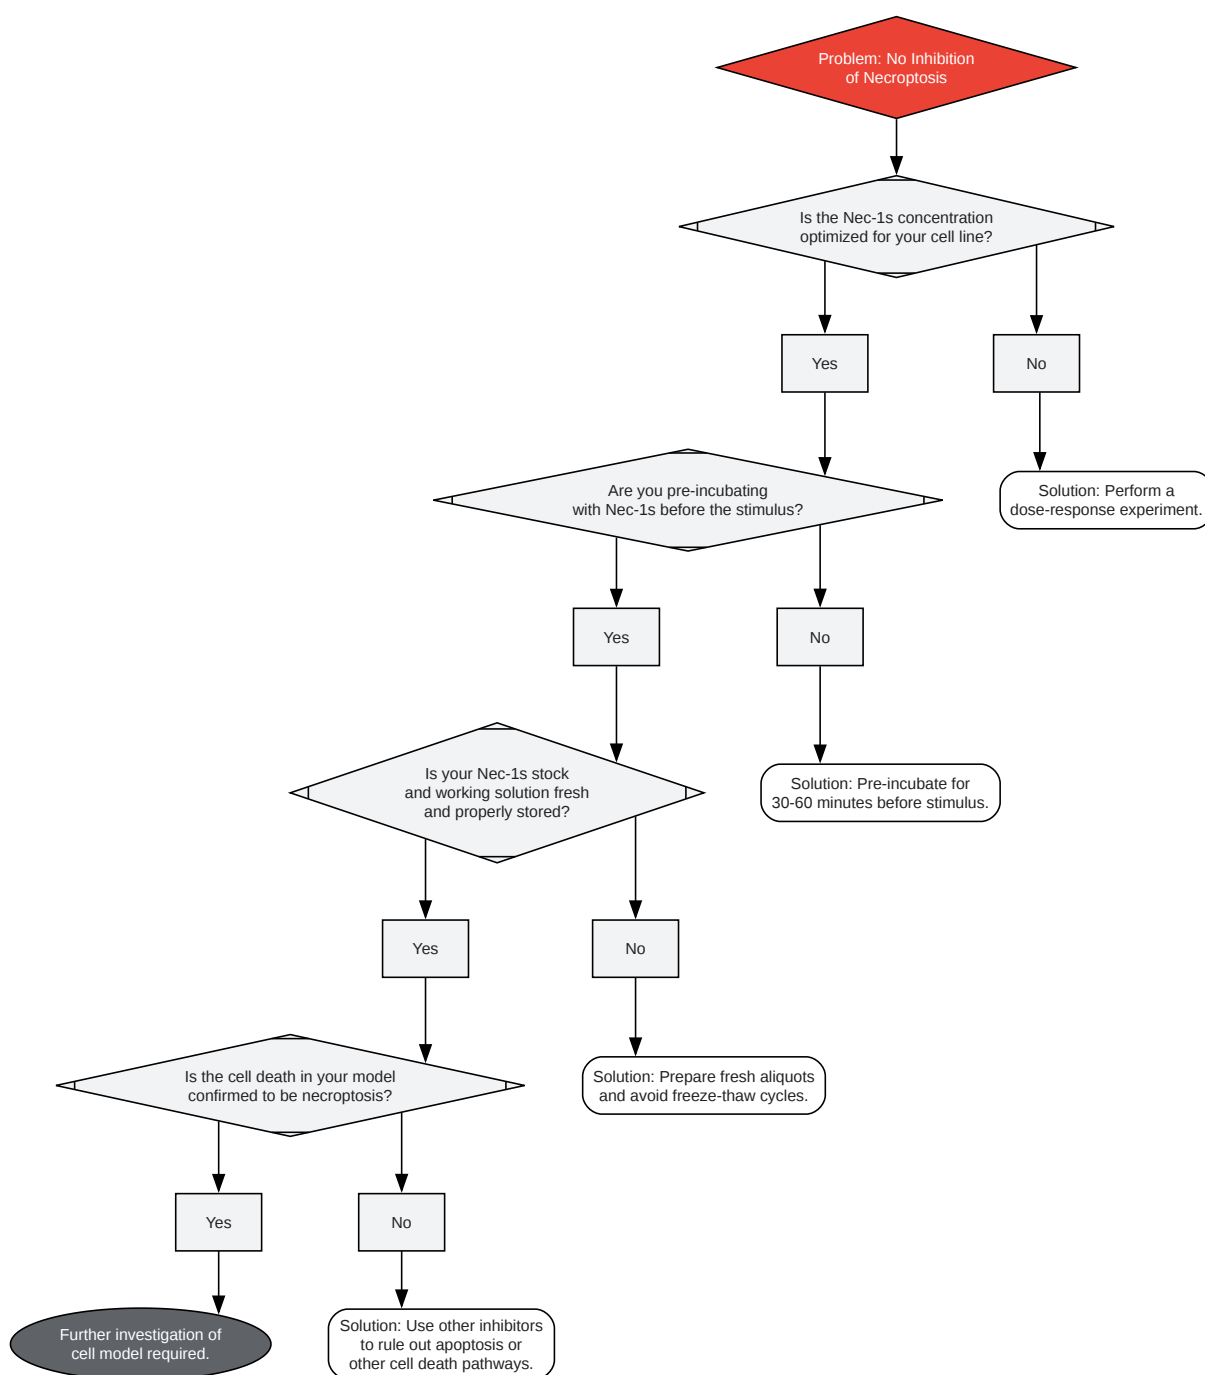 Problem: No Inhibition
of Necroptosis
Is the Nec-1s concentration
optimized for your cell line?
Yes
No
Are you pre-incubating
with Nec-1s before the stimulus?
Solution: Perform a
dose-response experiment.
Yes
No
Is your Nec-1s stock
and working solution fresh
and properly stored?
Solution: Pre-incubate for
30-60 minutes before stimulus.
Yes
No
Is the cell death in your model
confirmed to be necroptosis?
Solution: Prepare fresh aliquots
and avoid freeze-thaw cycles.
Yes
No
Further investigation of
cell model required.
Solution: Use other inhibitors
to rule out apoptosis or
other cell death pathways.